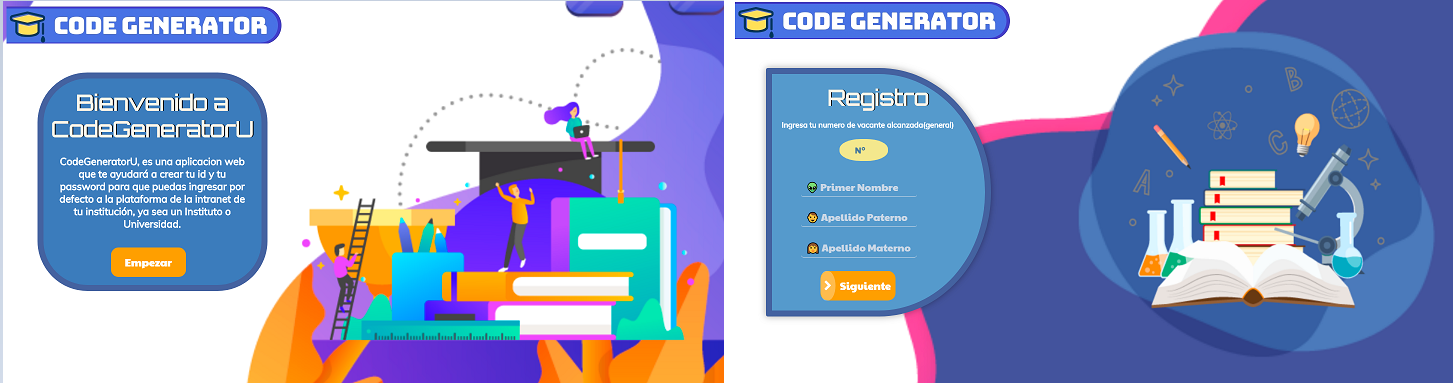 CODE GENERATOR
Bienvenido a
CodeGeneratorU
CodeGeneratorU, es una aplicacion web
que te ayudará a crear tu id y tu
password para que puedas ingresar por
defecto a la plataforma de la intranet de
tu institución, ya sea un Instituto o
Universidad.
Empezar
CODE GENERATOR
Registro
Ingresa tu numero de vacante alcanzada(general)
N°
Primer Nombre
Apellido Paterno
Apellido Materno
Siguiente
B
C
A